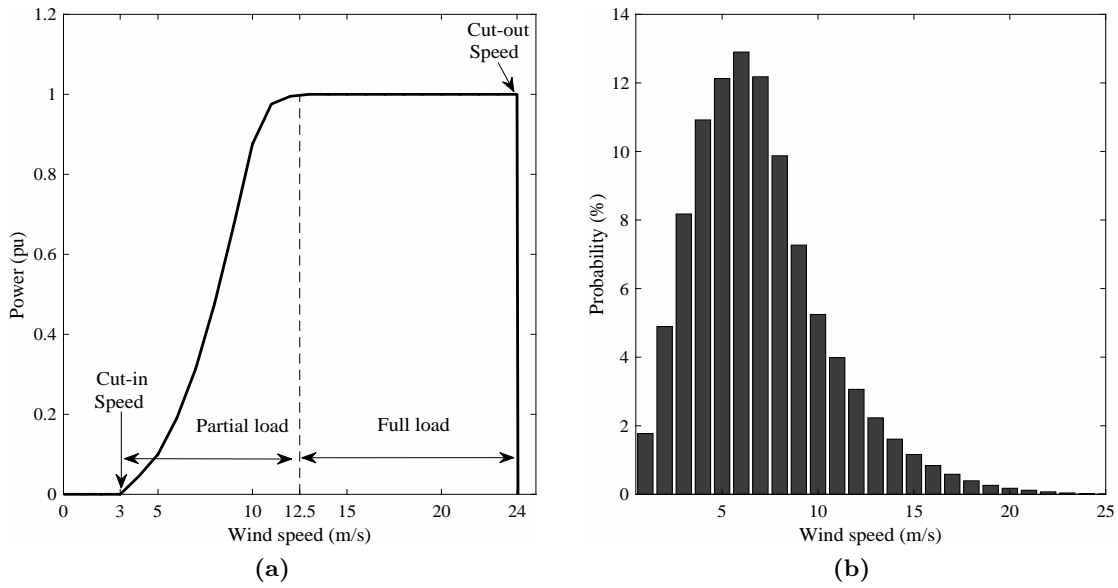 1.4
1.2
1
0.8
0.6
0.4
0.2
0
Power (pu)
Cut-out
Speed
Cut-in
Speed
Partial load
Full load
0 3 5 10 12.5 15 20 24
Wind speed (m/s)
(a)
14
12
10
8
6
4
2
0
Probability (%)
5 10 15 20 25
Wind speed (m/s)
(b)